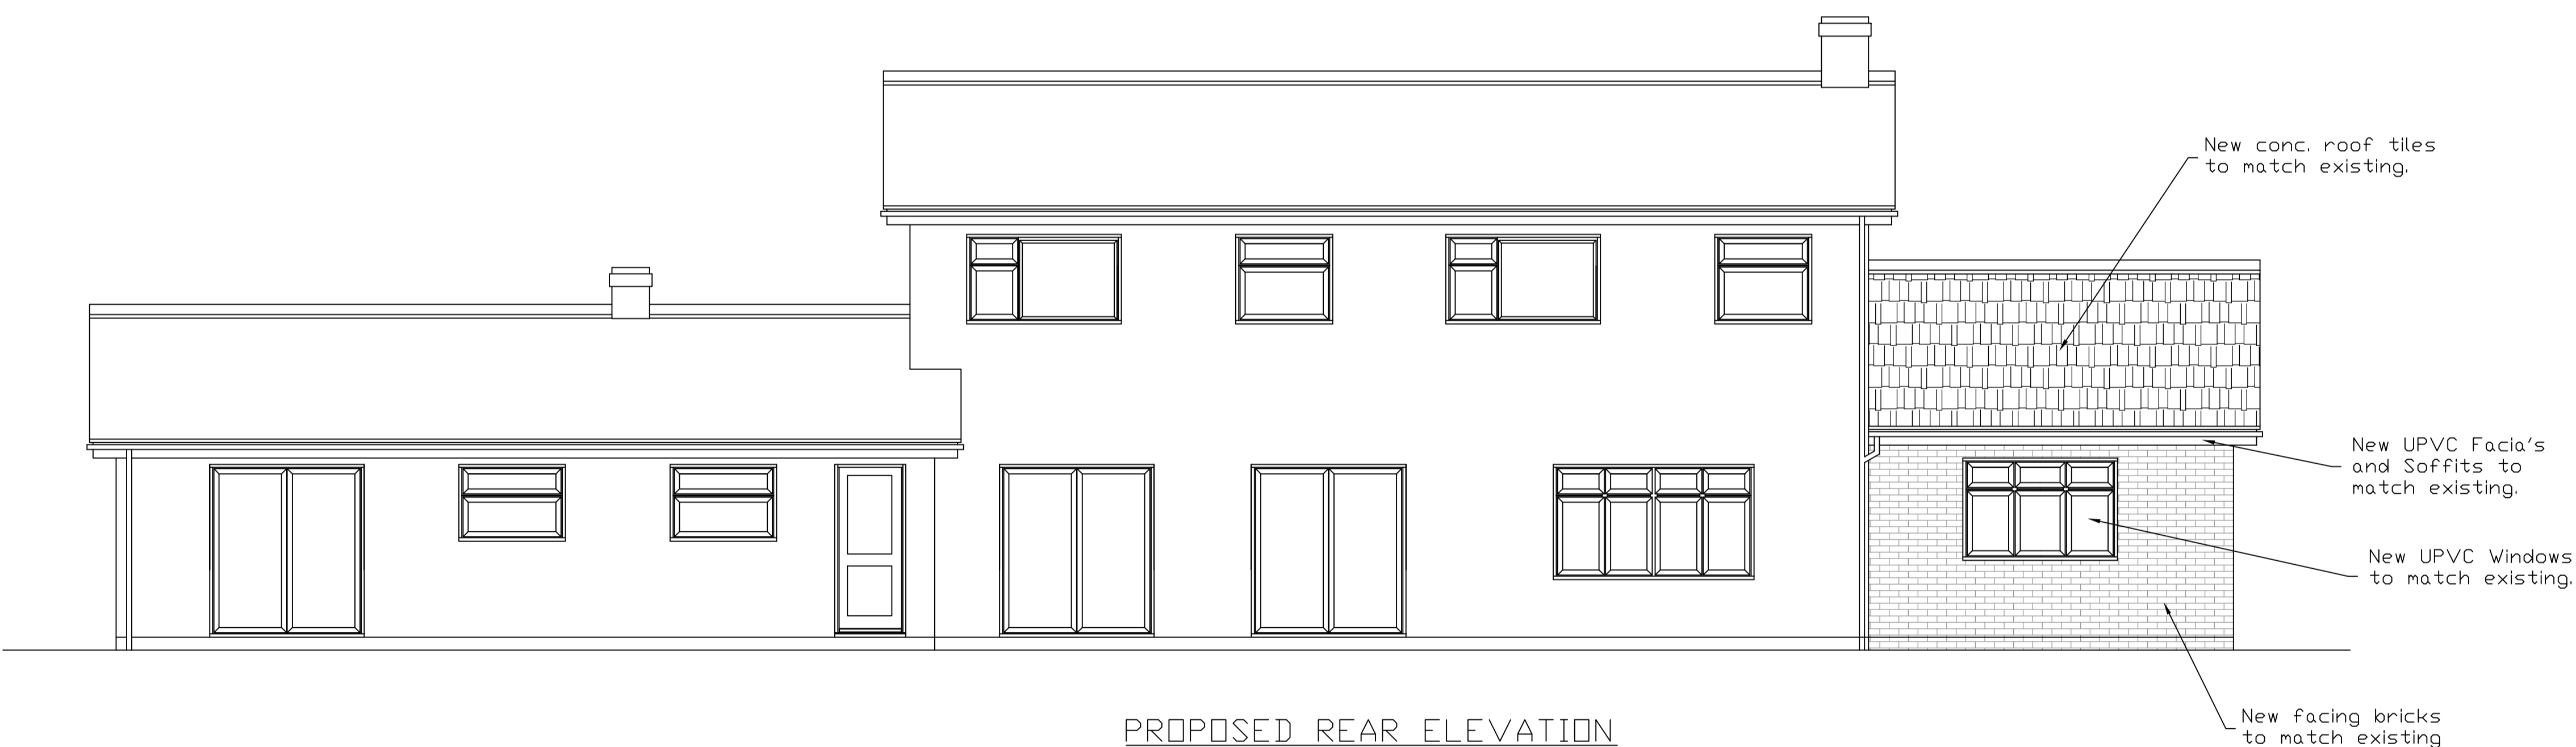 New conc. roof tiles
to match existing.
New UPVC Facia's
and Soffits to
match existing.
New UPVC Windows
to match existing.
New facing bricks
to match existing
PROPOSED REAR ELEVATION